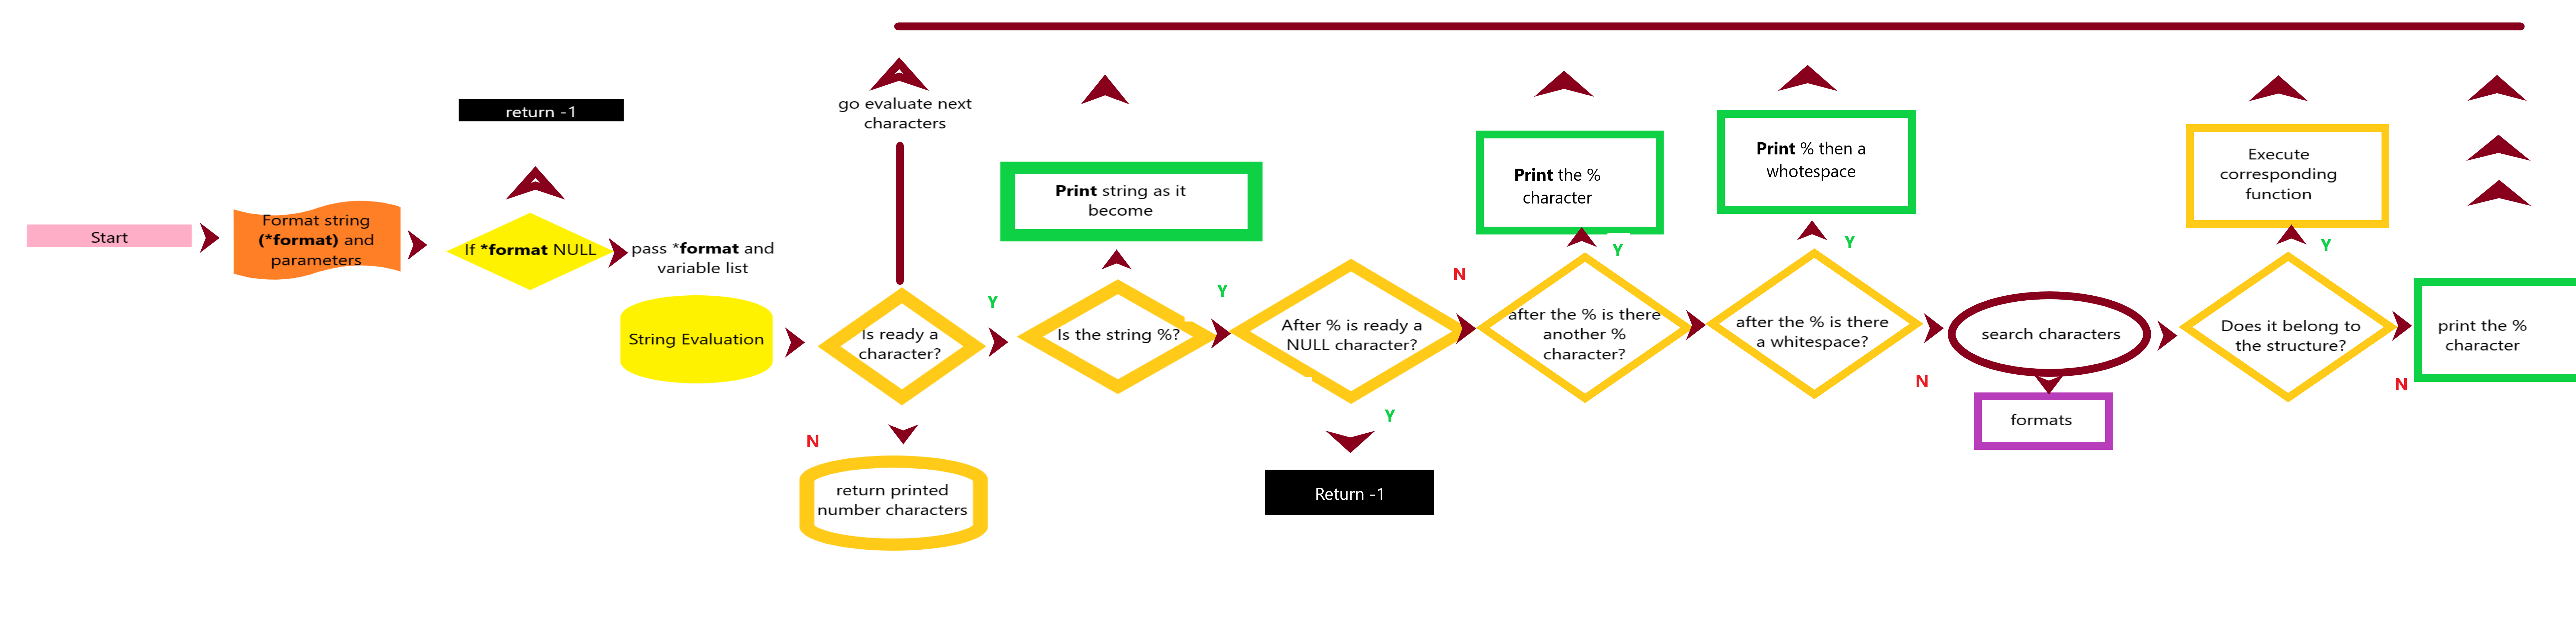 Start
Format string
(*format) and
parameters
return -1
If *format NULL
pass *format and
variable list
String Evaluation
go evaluate next
characters
Is ready a
character?
N
return printed
number characters
Y
Print string as it
become
Is the string %?
Y
After % is ready a
NULL character?
Y
Return -1
N
Print the %
character
Y
after the % is there
another %
character?
Print % then a
whotespace
Y
after the % is there
a whitespace?
N
search characters
formats
Execute
corresponding
function
Y
Does it belong to
the structure?
N
print the %
character